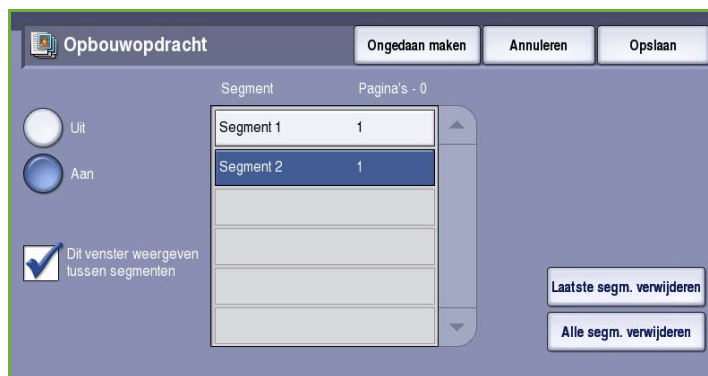 Opbouwopdracht
Ongedaan maken
Annuleren
Opslaan
Segment Pagina's - 0
Uit
Aan
Segment 1 1
Segment 2 1
Dit venster weergeven
tussen segmenten
Laatste segm. verwijderen
Alle segm. verwijderen